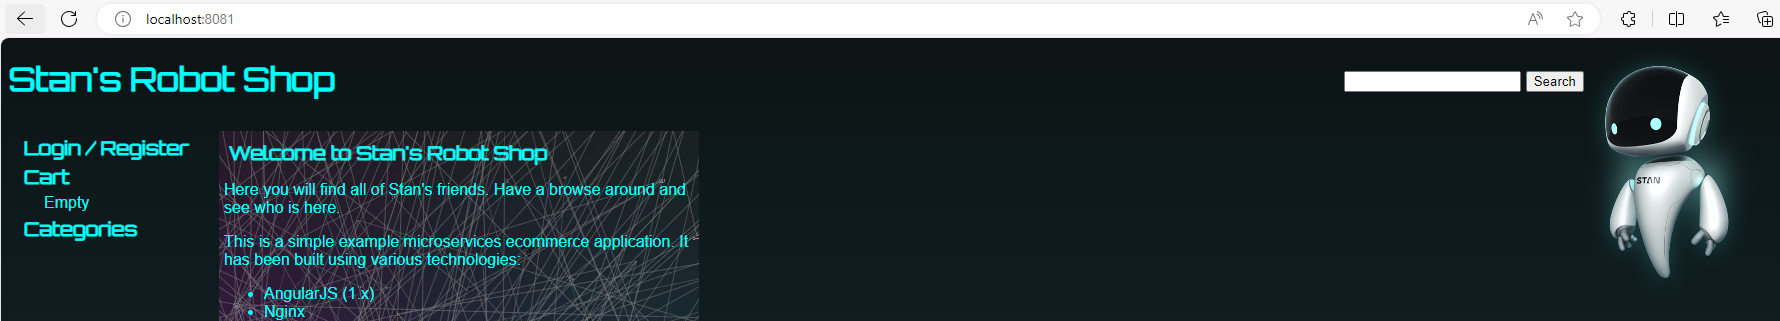 localhost:8081
Stan's Robot Shop
Search
Login / Register
Cart
Empty
Categories
Welcome to Stan's Robot Shop
Here you will find all of Stan's friends. Have a browse around and
see who is here.
This is a simple example microservices ecommerce application. It
has been built using various technologies:
AngularJS (1.x)
Nginx
STAN